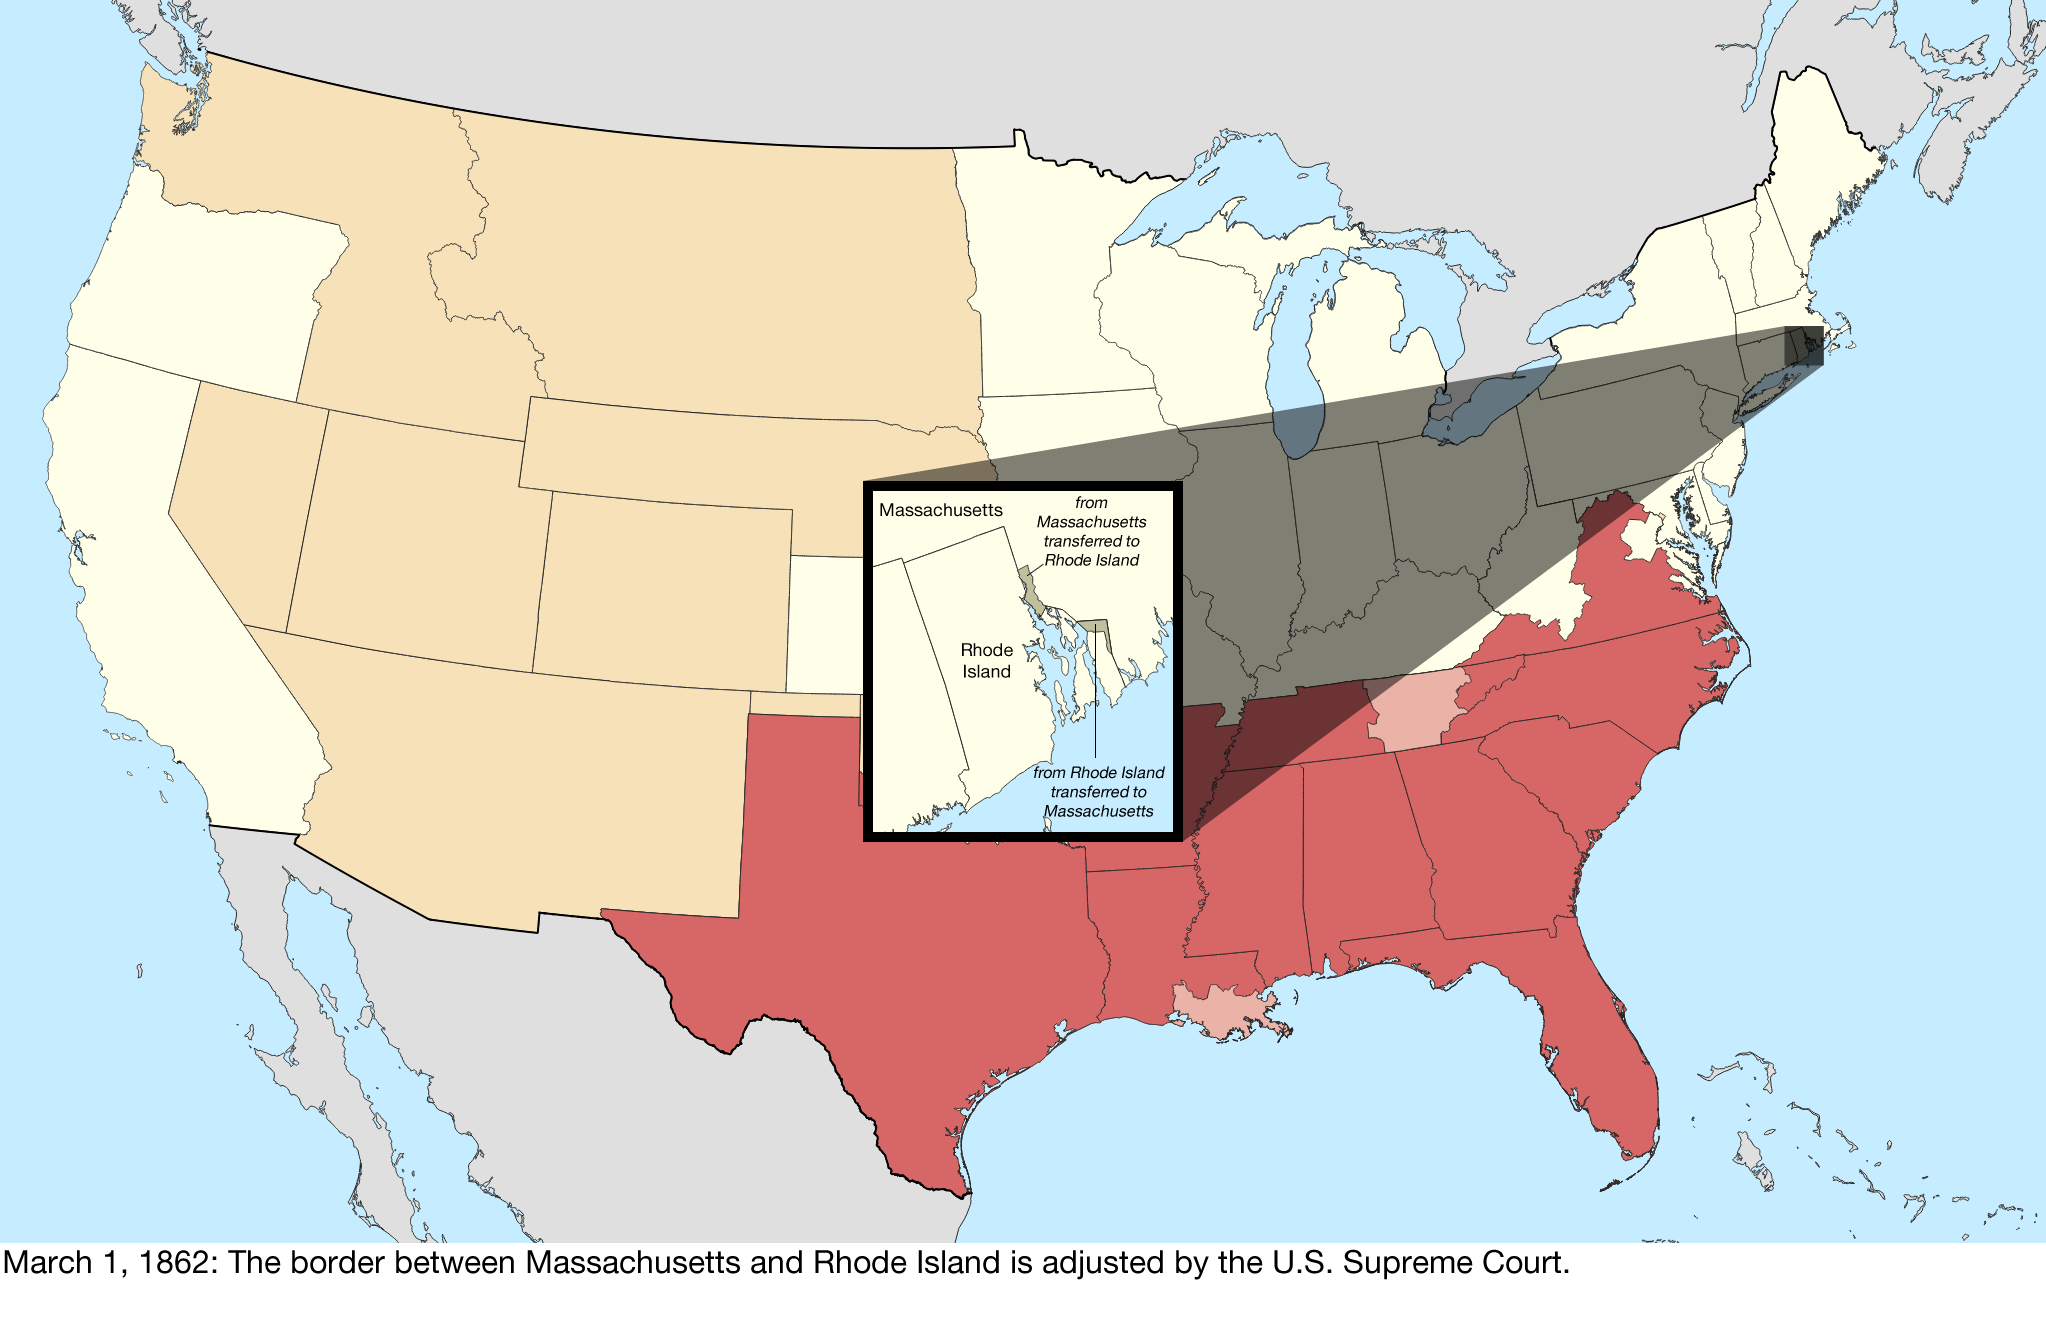 Massachusetts
from
Massachusetts
transferred to
Rhode Island
Rhode
Island
from Rhode Island
transferred to
Massachusetts
March 1, 1862: The border between Massachusetts and Rhode Island is adjusted by the U.S. Supreme Court.